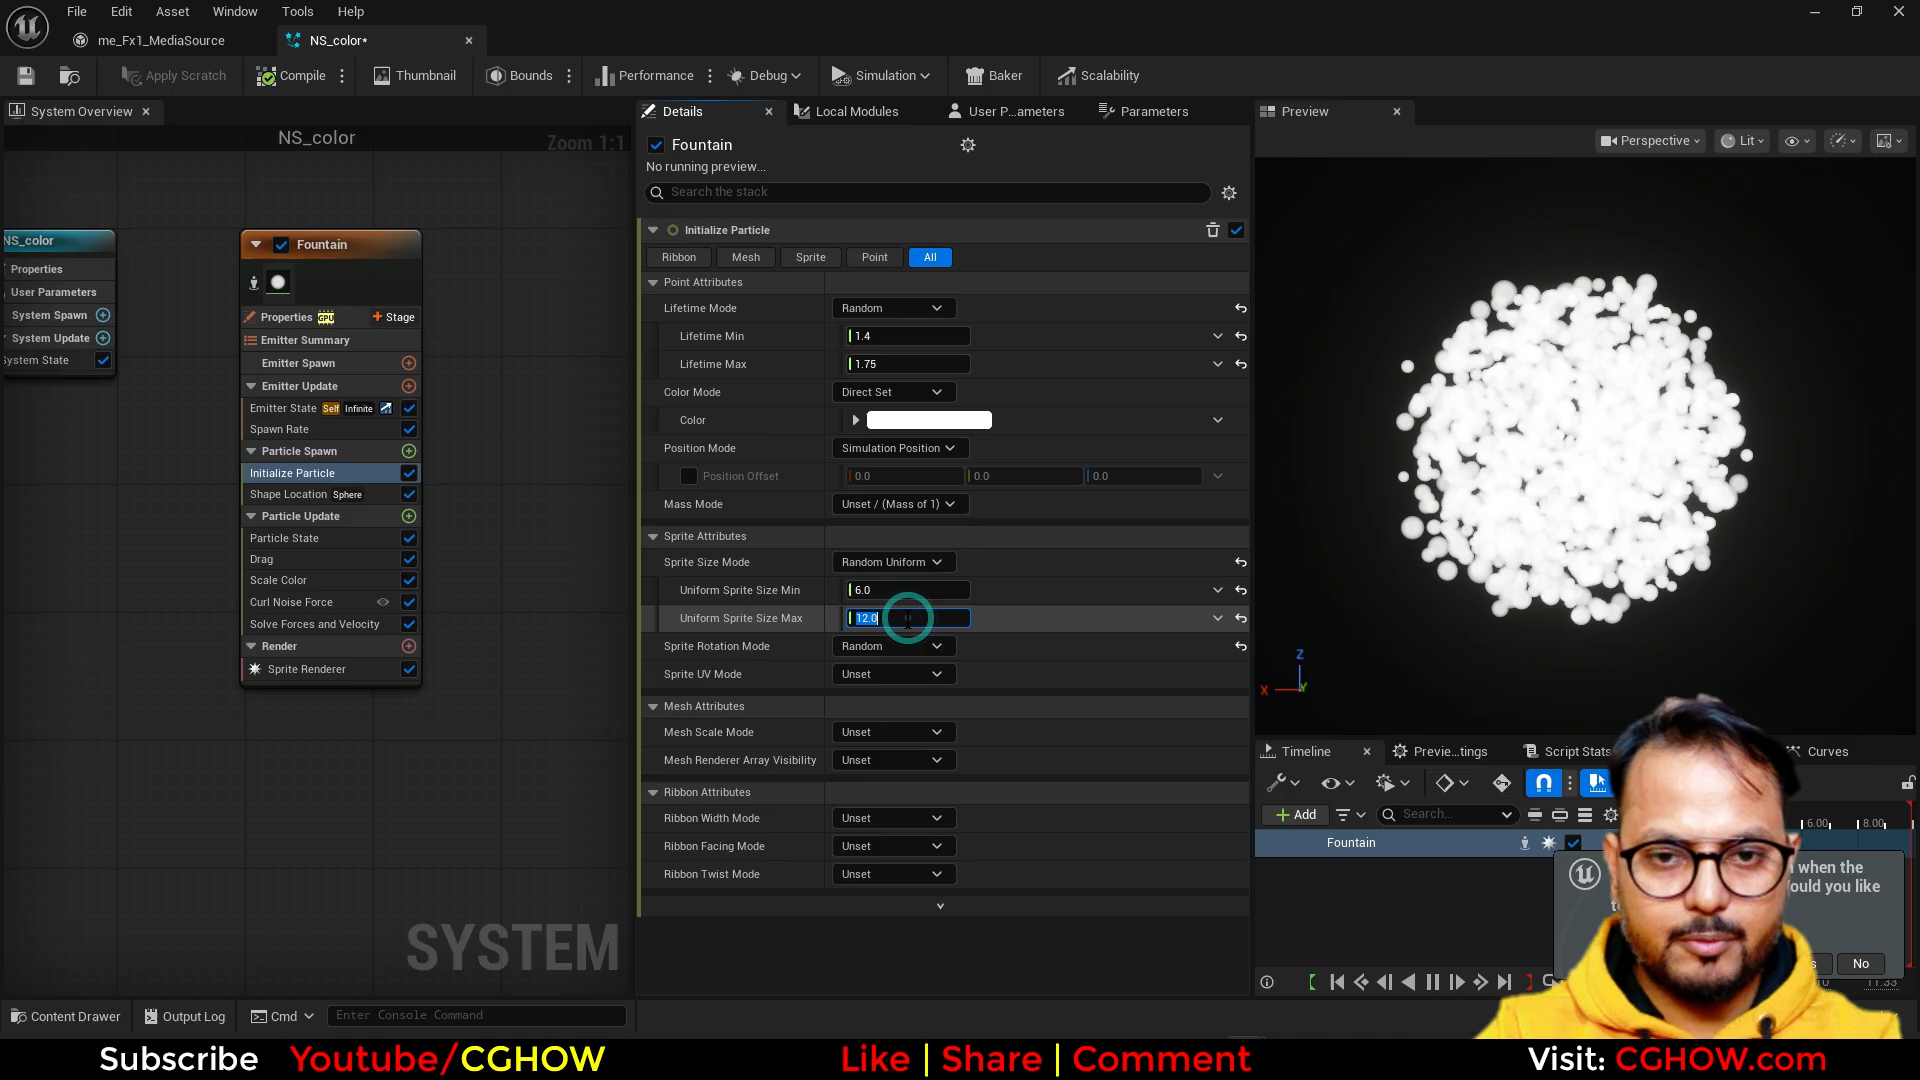 File Edit Asset Window Tools Help
me_Fx1_MediaSource NS_color*
Apply Scratch Compile Thumbnail Bounds Performance Debug Simulation Baker Scalability
System Overview
NS_color
Zoom 1:1
NS_color
Properties
User Parameters
System Spawn
System Update
System State
Fountain
Properties GPU Stage
Emitter Summary
Emitter Spawn
Emitter Update
Emitter State Self Infinite
Spawn Rate
Particle Spawn
Initialize Particle
Shape Location Sphere
Particle Update
Particle State
Drag
Scale Color
Curl Noise Force
Solve Forces and Velocity
Render
Sprite Renderer
SYSTEM
Details Local Modules User P...ameters Parameters
Fountain
No running preview...
Search the stack
Initialize Particle
Ribbon Mesh Sprite Point All
Point Attributes
Lifetime Mode Random
Lifetime Min 1.4
Lifetime Max 1.75
Color Mode Direct Set
Color
Position Mode Simulation Position
Position Offset 0.0 0.0 0.0
Mass Mode Unset / (Mass of 1)
Sprite Attributes
Sprite Size Mode Random Uniform
Uniform Sprite Size Min 6.0
Uniform Sprite Size Max 12.0
Sprite Rotation Mode Random
Sprite UV Mode Unset
Mesh Attributes
Mesh Scale Mode Unset
Mesh Renderer Array Visibility Unset
Ribbon Attributes
Ribbon Width Mode Unset
Ribbon Facing Mode Unset
Ribbon Twist Mode Unset
Preview
Perspective Lit
Z
X Y
Timeline Previe...tings Script Stats Curves
Add Search... 6.00 8.00
Fountain
when the
ould you like
No
Content Drawer Output Log Cmd Enter Console Command
Subscribe Youtube/CGHOW Like | Share | Comment Visit: CGHOW.com